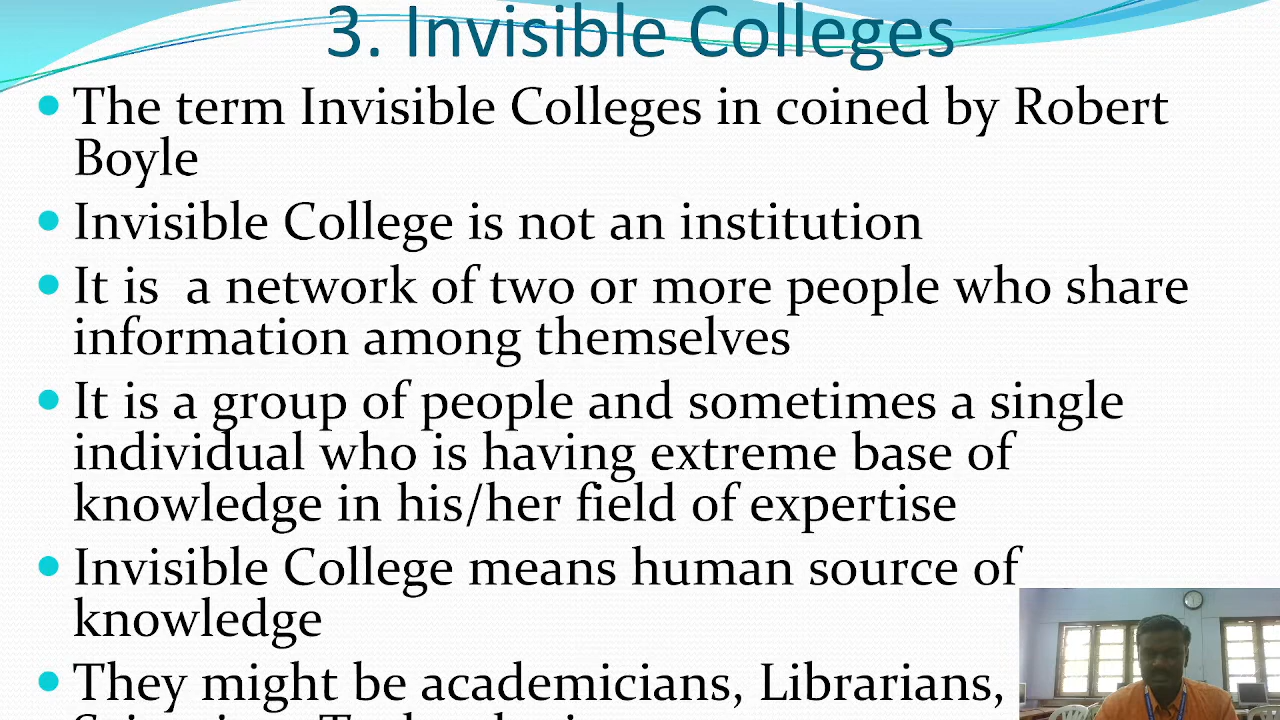 3. Invisible Colleges
The term Invisible Colleges in coined by Robert
Boyle
Invisible College is not an institution
It is a network of two or more people who share
information among themselves
It is a group of people and sometimes a single
individual who is having extreme base of
knowledge in his/her field of expertise
Invisible College means human source of
knowledge
They might be academicians, Librarians,